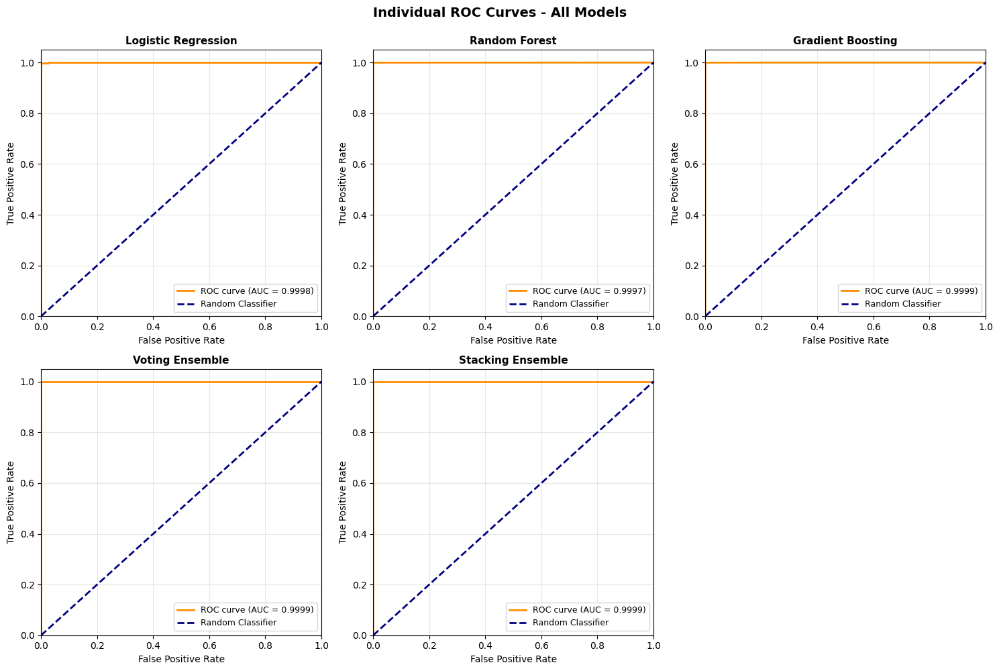 Individual ROC Curves - All Models
Logistic Regression
1.0
0.8
0.6
0.4
0.2
0.0
True Positive Rate
ROC curve (AUC = 0.9998)
Random Classifier
0.0 0.2 0.4 0.6 0.8 1.0
False Positive Rate
Random Forest
1.0
0.8
0.6
0.4
0.2
0.0
True Positive Rate
ROC curve (AUC = 0.9997)
Random Classifier
0.0 0.2 0.4 0.6 0.8 1.0
False Positive Rate
Gradient Boosting
1.0
0.8
0.6
0.4
0.2
0.0
True Positive Rate
ROC curve (AUC = 0.9999)
Random Classifier
0.0 0.2 0.4 0.6 0.8 1.0
False Positive Rate
Voting Ensemble
1.0
0.8
0.6
0.4
0.2
0.0
True Positive Rate
ROC curve (AUC = 0.9999)
Random Classifier
0.0 0.2 0.4 0.6 0.8 1.0
False Positive Rate
Stacking Ensemble
1.0
0.8
0.6
0.4
0.2
0.0
True Positive Rate
ROC curve (AUC = 0.9999)
Random Classifier
0.0 0.2 0.4 0.6 0.8 1.0
False Positive Rate